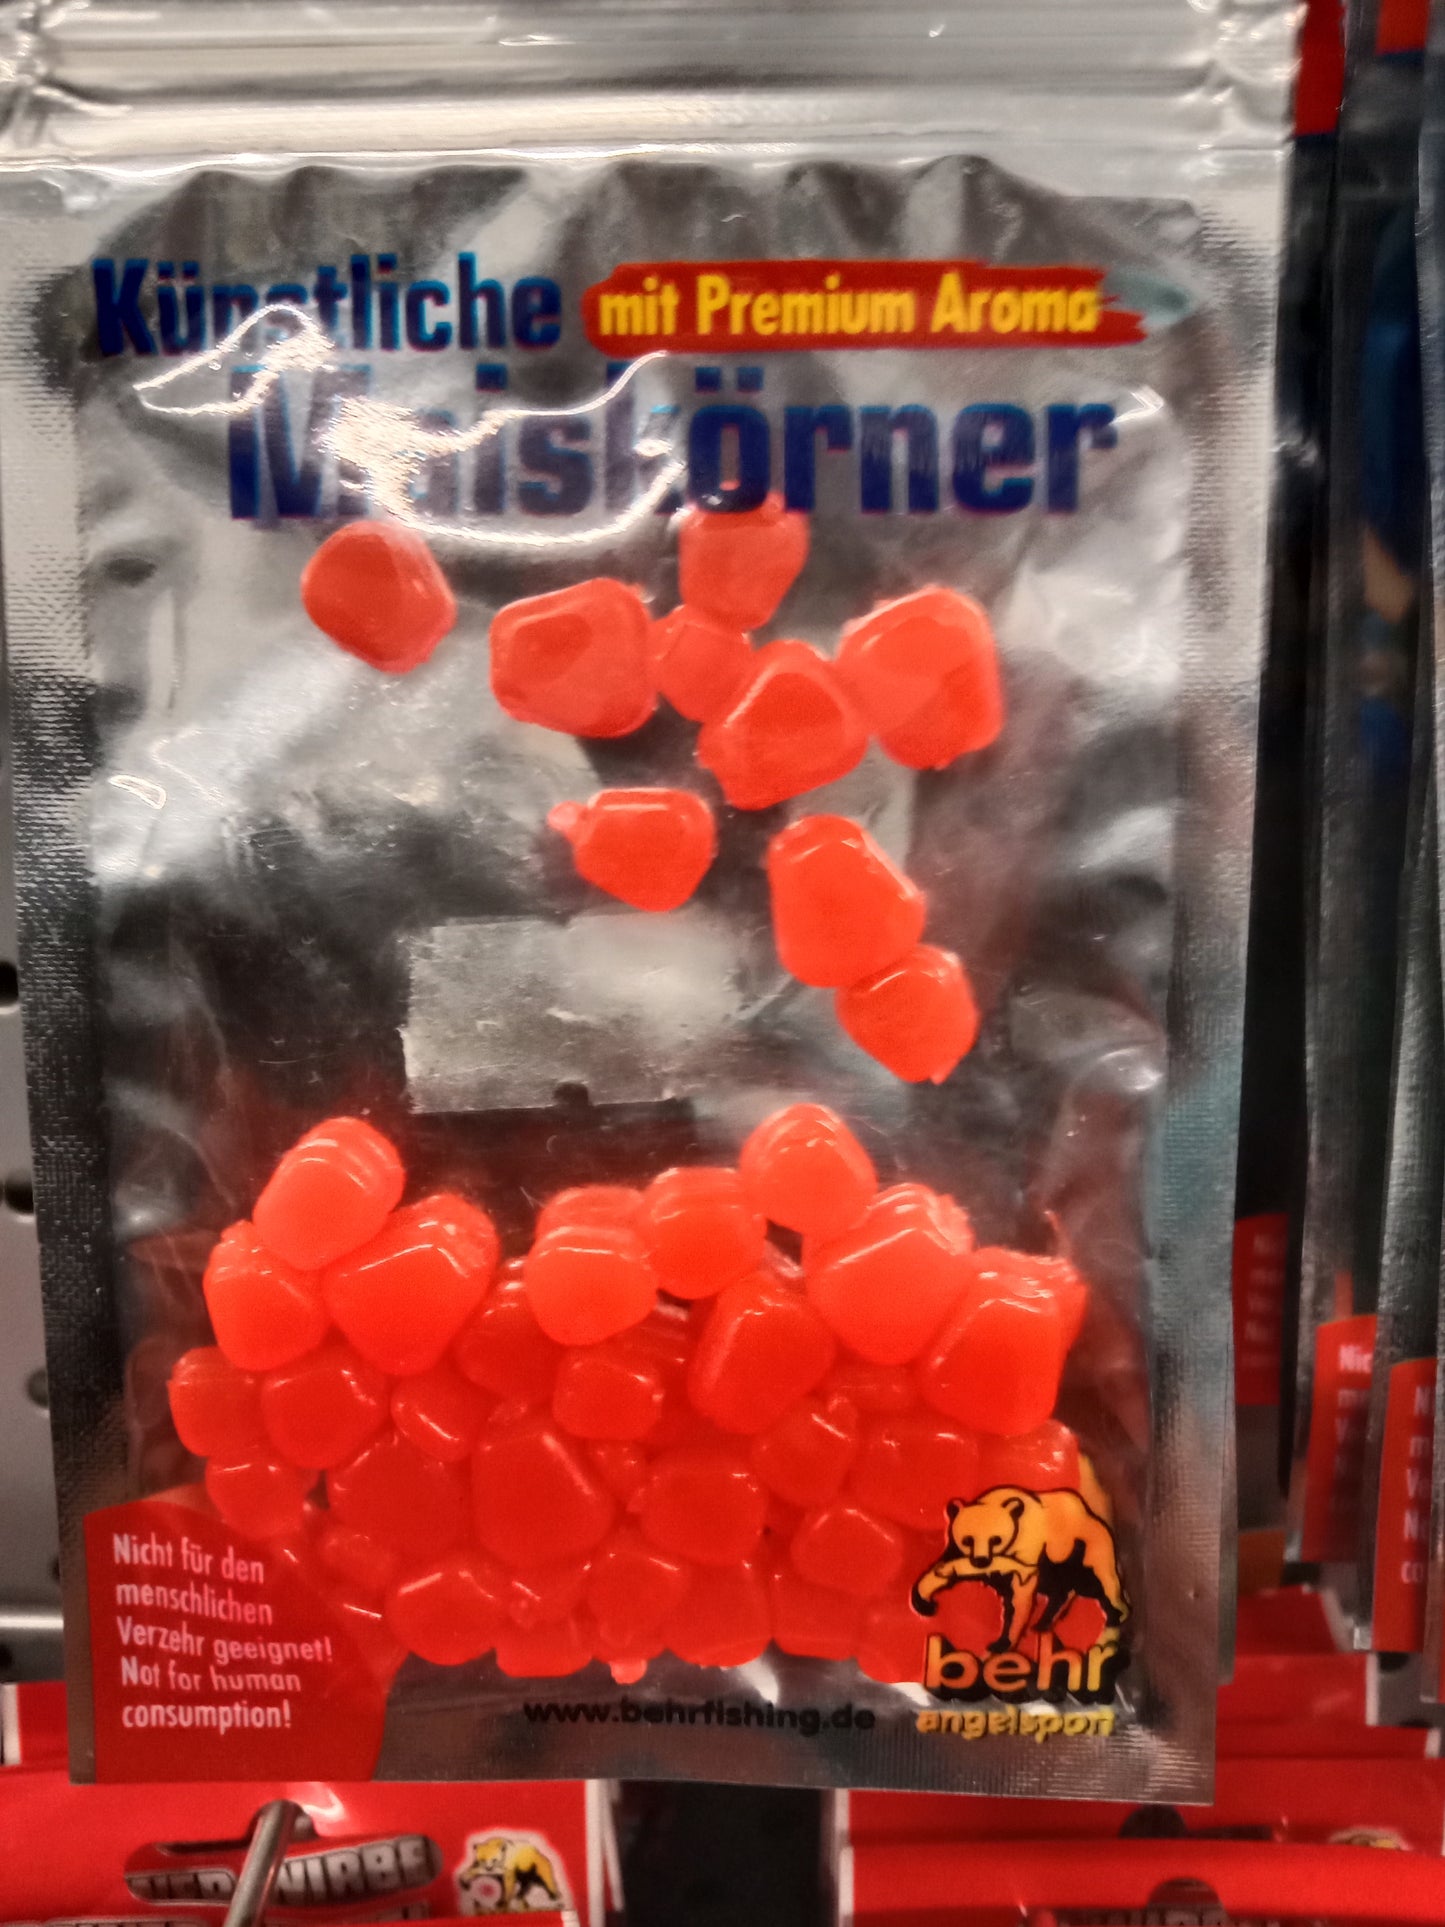 Künstliche mit Premium Aroma
Maiskörner
Nicht für den
menschlichen
Verzehr geeignet!
Not for human
consumption!
behr
www.behrfishing.de
angelsport
Nic